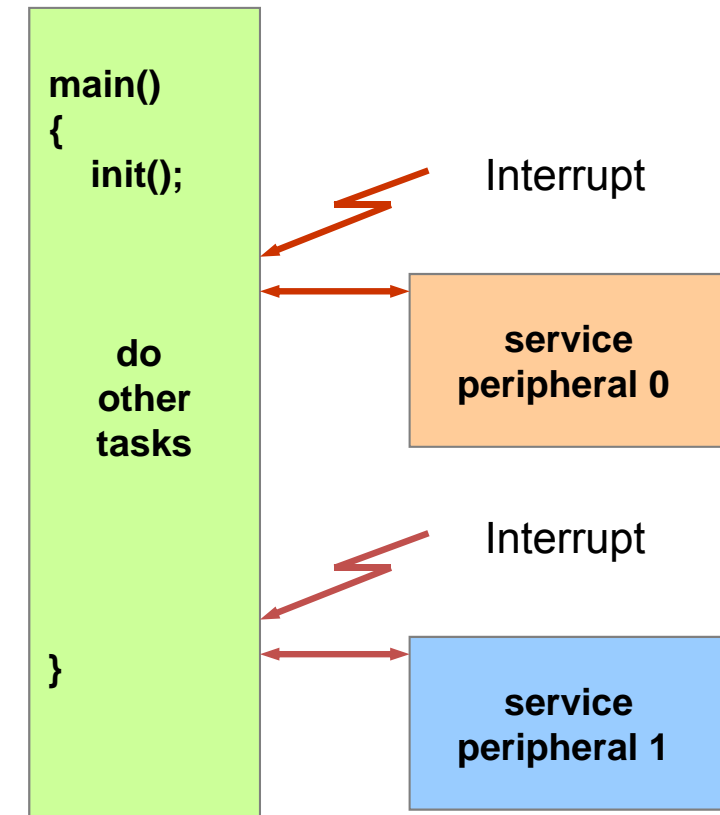 main()
{
init();
Interrupt
service
peripheral 0
do
other
tasks
Interrupt
}
service
peripheral 1